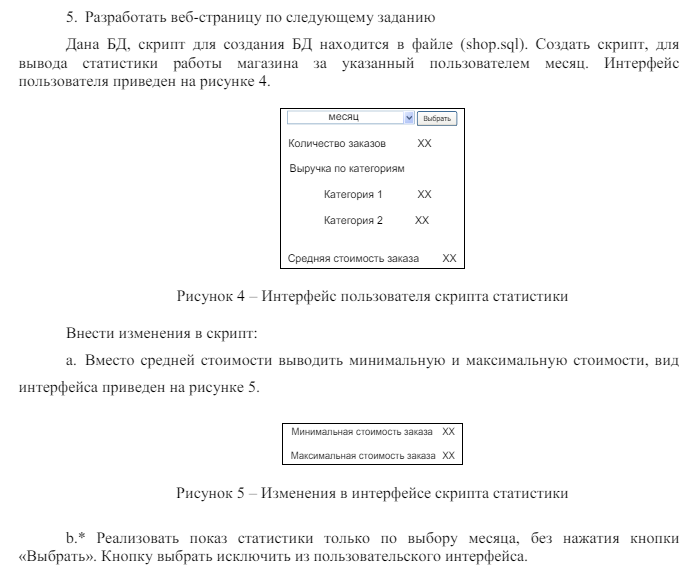 5. Разработать веб-страницу по следующему заданию
Дана БД, скрипт для создания БД находится в файле (shop.sql). Создать скрипт, для
вывода статистики работы магазина за указанный пользователем месяц. Интерфейс
пользователя приведен на рисунке 4.
месяц Выбрать
Количество заказов XX
Выручка по категориям
Категория 1 XX
Категория 2 XX
Средняя стоимость заказа XX
Рисунок 4 – Интерфейс пользователя скрипта статистики
Внести изменения в скрипт:
a. Вместо средней стоимости выводить минимальную и максимальную стоимости, вид
интерфейса приведен на рисунке 5.
Минимальная стоимость заказа XX
Максимальная стоимость заказа XX
Рисунок 5 – Изменения в интерфейсе скрипта статистики
b.* Реализовать показ статистики только по выбору месяца, без нажатия кнопки
«Выбрать». Кнопку выбрать исключить из пользовательского интерфейса.